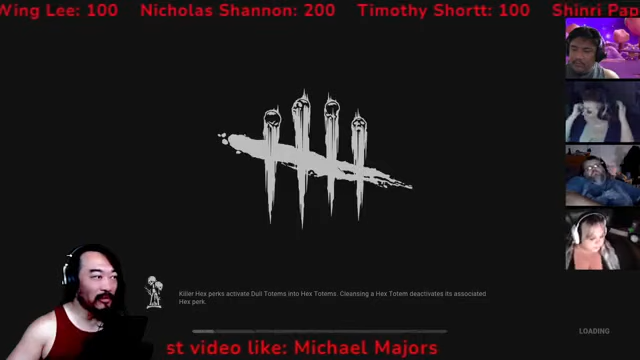 Wing Lee: 100 Nicholas Shannon: 200 Timothy Shortt: 100 Shinri Pap
Killer Hex perks activate Dull Totems into Hex Totems. Cleansing a Hex Totem deactivates its associated
Hex perk.
LOADING
st video like: Michael Majors